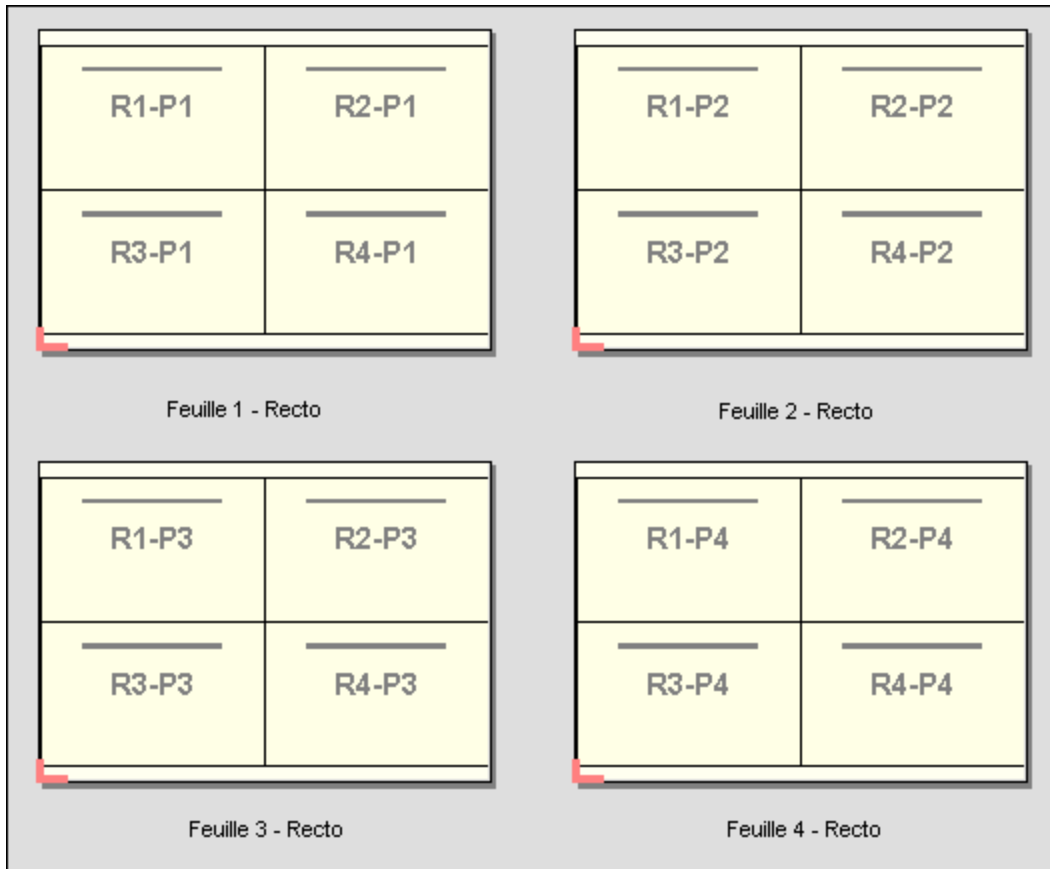 R1-P1 R2-P1
R3-P1 R4-P1
Feuille 1 - Recto
R1-P2 R2-P2
R3-P2 R4-P2
Feuille 2 - Recto
R1-P3 R2-P3
R3-P3 R4-P3
Feuille 3 - Recto
R1-P4 R2-P4
R3-P4 R4-P4
Feuille 4 - Recto